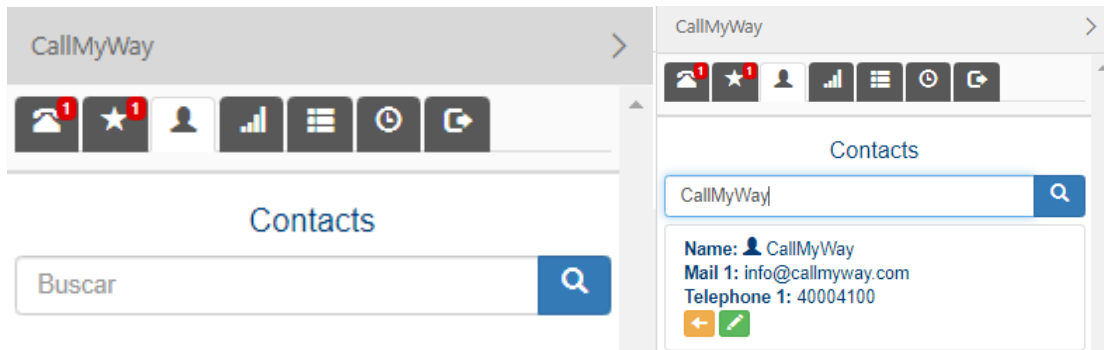 CallMyWay
1 1
Contacts
Buscar
CallMyWay
1 1
Contacts
CallMyWay
Name: CallMyWay
Mail 1: info@callmyway.com
Telephone 1: 40004100